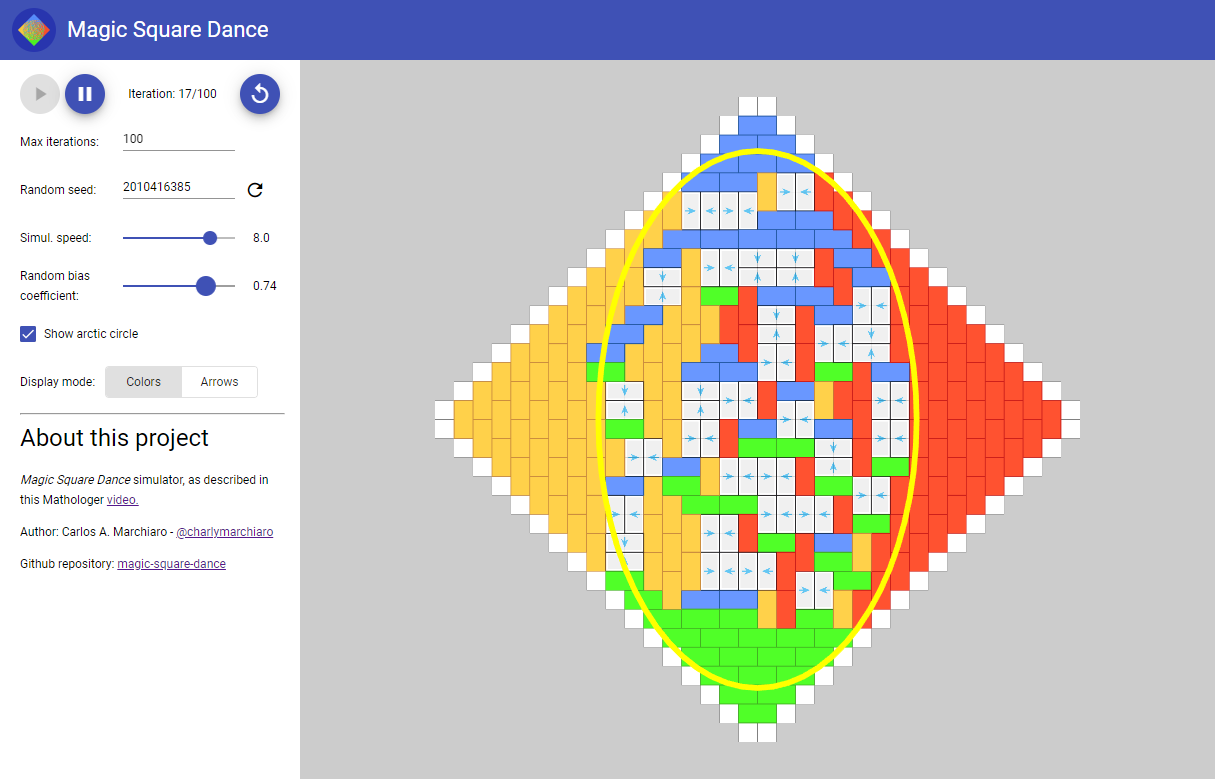 Magic Square Dance
Iteration: 17/100
Max iterations: 100
Random seed: 2010416385
Simul. speed: 8.0
Random bias
coefficient: 0.74
Show arctic circle
Display mode: Colors Arrows
About this project
Magic Square Dance simulator, as described in
this Mathologer video.
Author: Carlos A. Marchiaro - @charlymarchiaro
Github repository: magic-square-dance